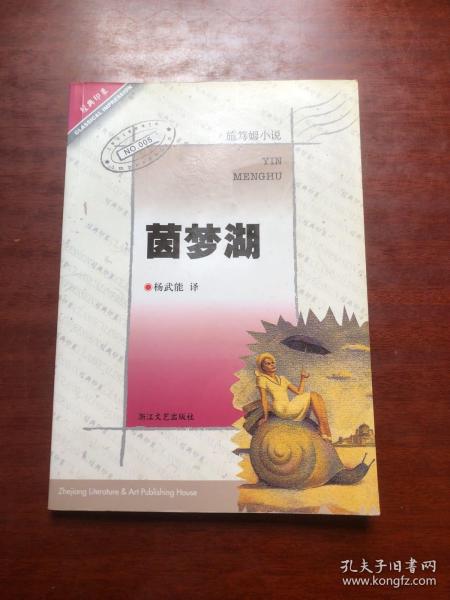 经典印象
CLASSICAL IMPRESSION
NO.005
施笃姆小说
YIN
MENGHU
茵梦湖
杨武能 译
浙江文艺出版社
Zhejiang Literature & Art Publishing House
孔夫子旧书网
www.kongfz.com